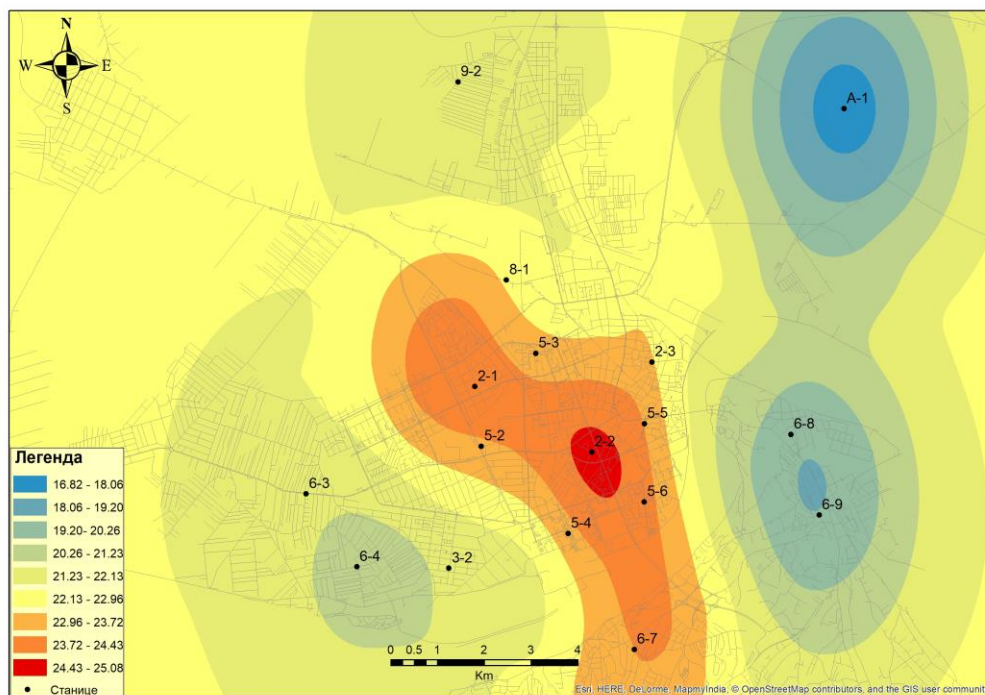 N
W E
S
9-2
A-1
8-1
5-3
2-3
2-1
5-5
6-8
5-2
2-2
6-3
5-6
6-9
5-4
6-4
3-2
6-7
Легенда
16.82 - 18.06
18.06 - 19.20
19.20- 20.26
20.26 - 21.23
21.23 - 22.13
22.13 - 22.96
22.96 - 23.72
23.72 - 24.43
24.43 - 25.08
Станице
0 0.5 1 2 3 4
Km
Esri, HERE, DeLorme, MapmyIndia, © OpenStreetMap contributors, and the GIS user communit